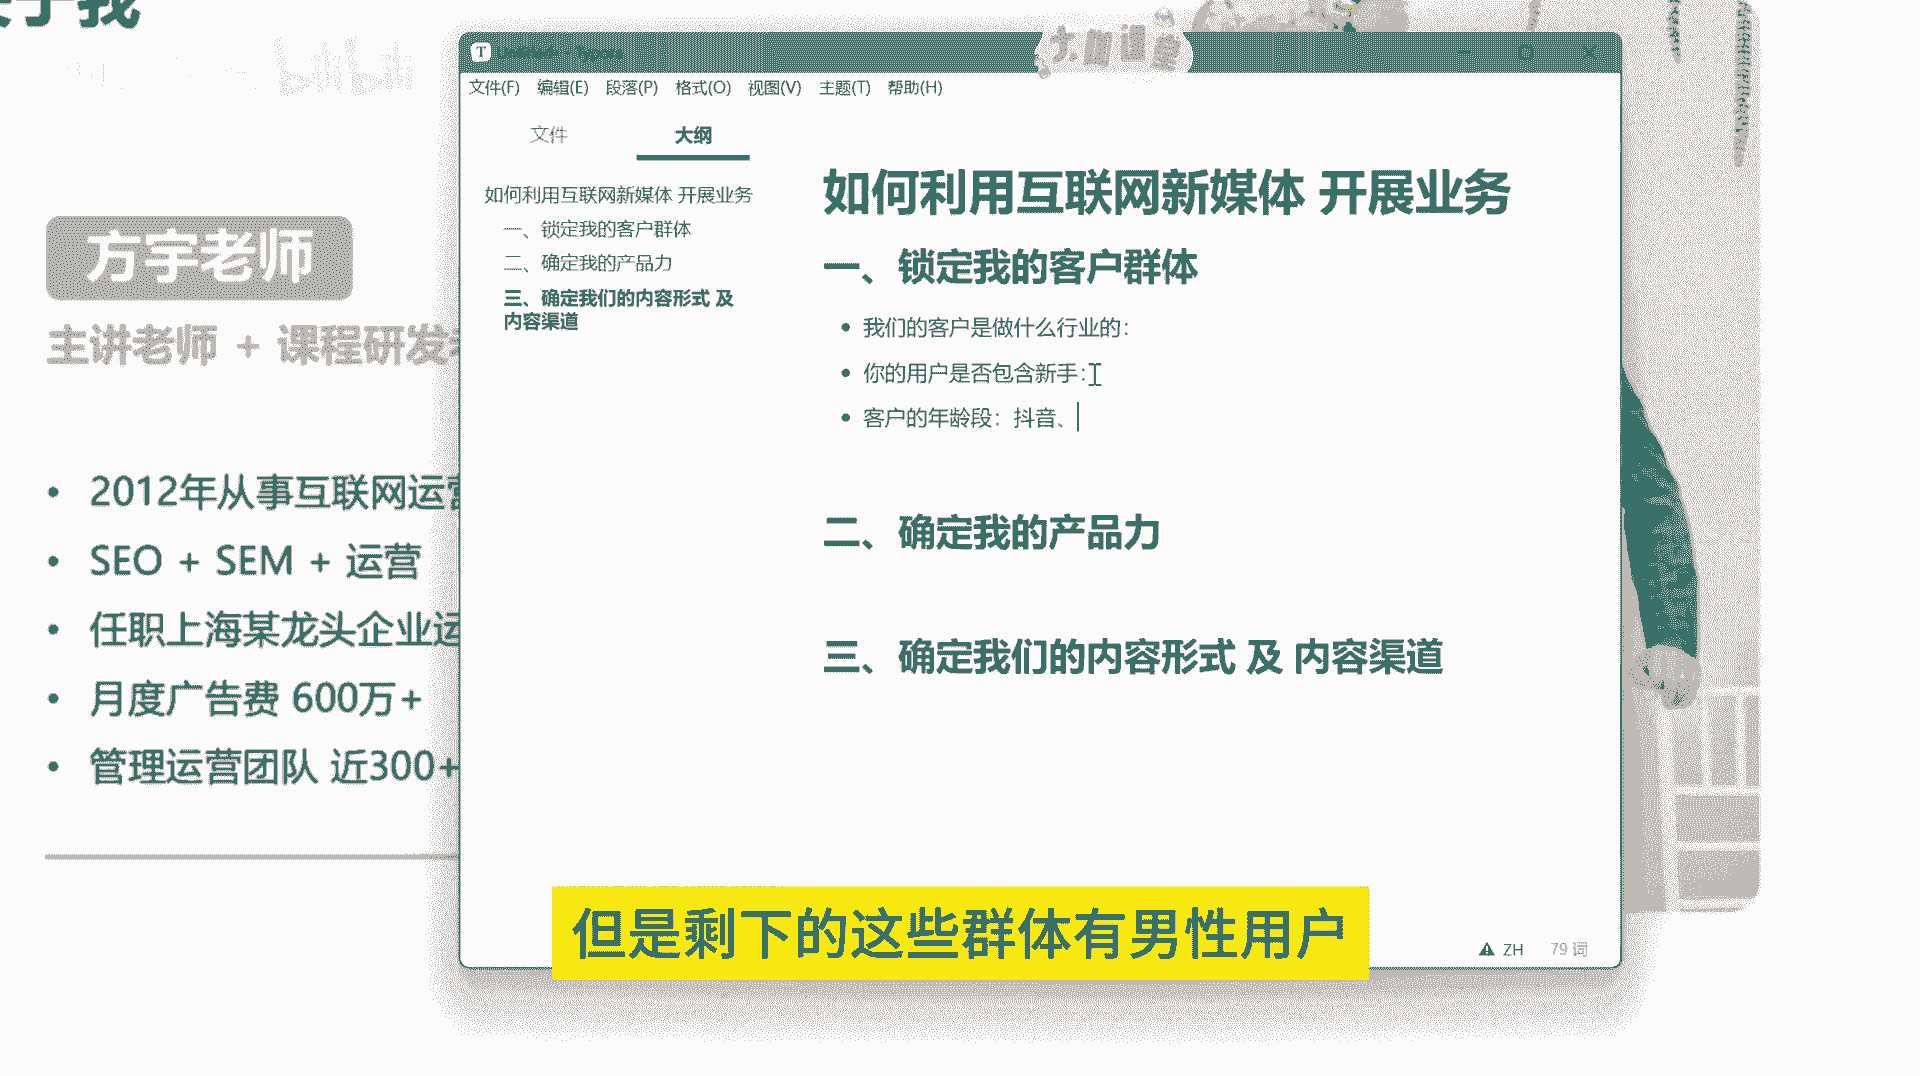 于我
bilibili
方宇老师
主讲老师 + 课程研发
2012年从事互联网运营
SEO + SEM + 运营
任职上海某龙头企业运
月度广告费 600万+
管理运营团队 近300+
T
课堂
文件(F) 编辑(E) 段落(P) 格式(O) 视图(V) 主题(T) 帮助(H)
文件 大纲
如何利用互联网新媒体 开展业务
一、锁定我的客户群体
二、确定我的产品力
三、确定我们的内容形式 及
内容渠道
如何利用互联网新媒体 开展业务
一、锁定我的客户群体
我们的客户是做什么行业的：
你的用户是否包含新手：
客户的年龄段：抖音、
二、确定我的产品力
三、确定我们的内容形式 及 内容渠道
但是剩下的这些群体有男性用户
ZH 79 词